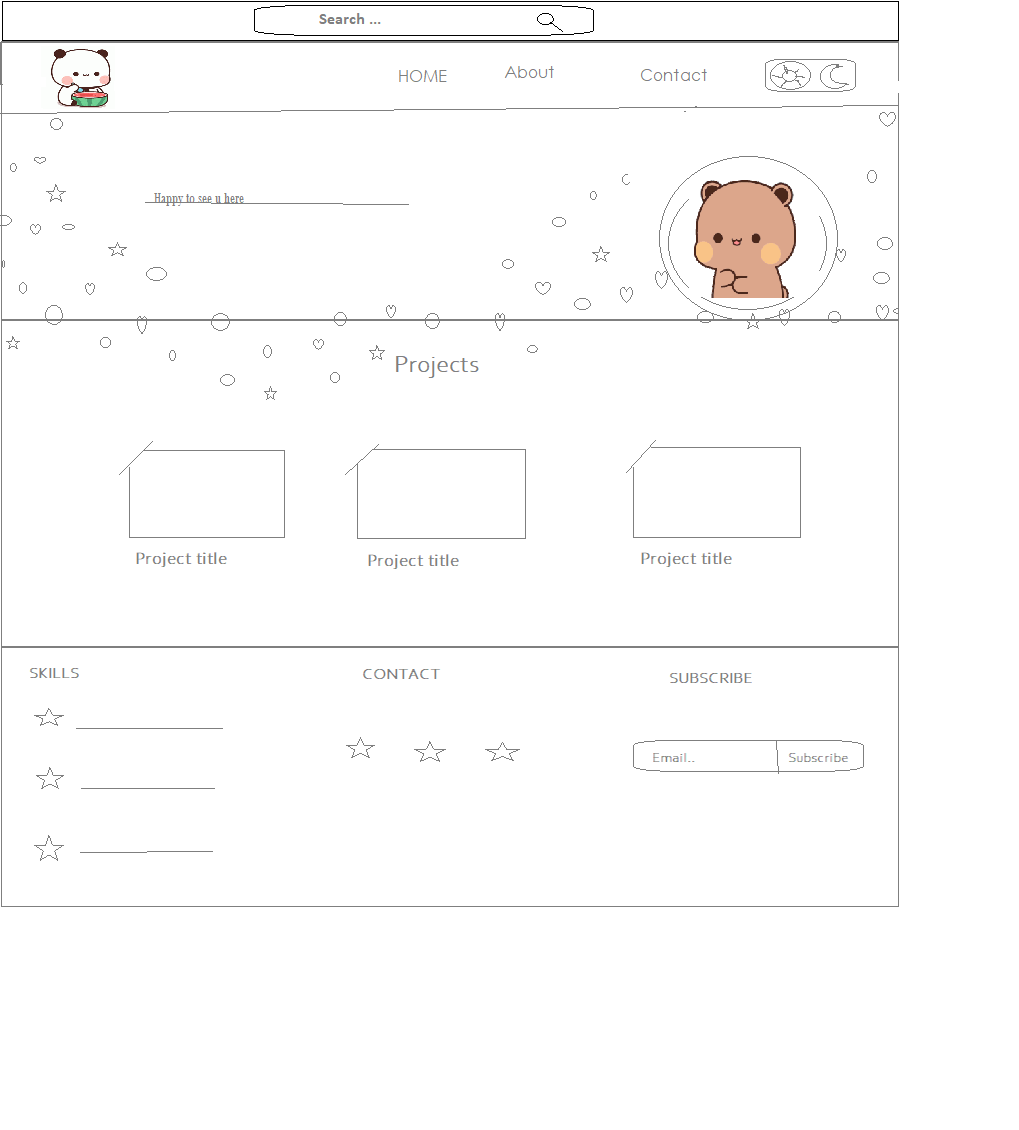 Search ...
HOME About Contact
Happy to see u here
Projects
Project title Project title Project title
SKILLS CONTACT SUBSCRIBE
Email.. Subscribe